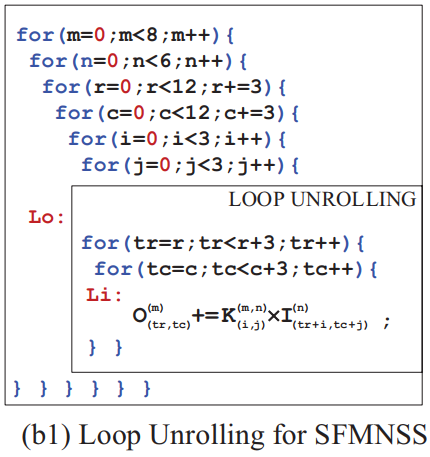 for(m=0;m<8;m++){
for(n=0;n<6;n++){
for(r=0;r<12;r+=3){
for(c=0;c<12;c+=3){
for(i=0;i<3;i++){
for(j=0;j<3;j++){
LOOP UNROLLING
Lo:
for(tr=r;tr<r+3;tr++){
for(tc=c;tc<c+3;tc++){
Li:
O(m)(tr,tc)+=K(m,n)(i,j)×I(n)(tr+i,tc+j) ;
} }
} } } } } }
(b1) Loop Unrolling for SFMNSS